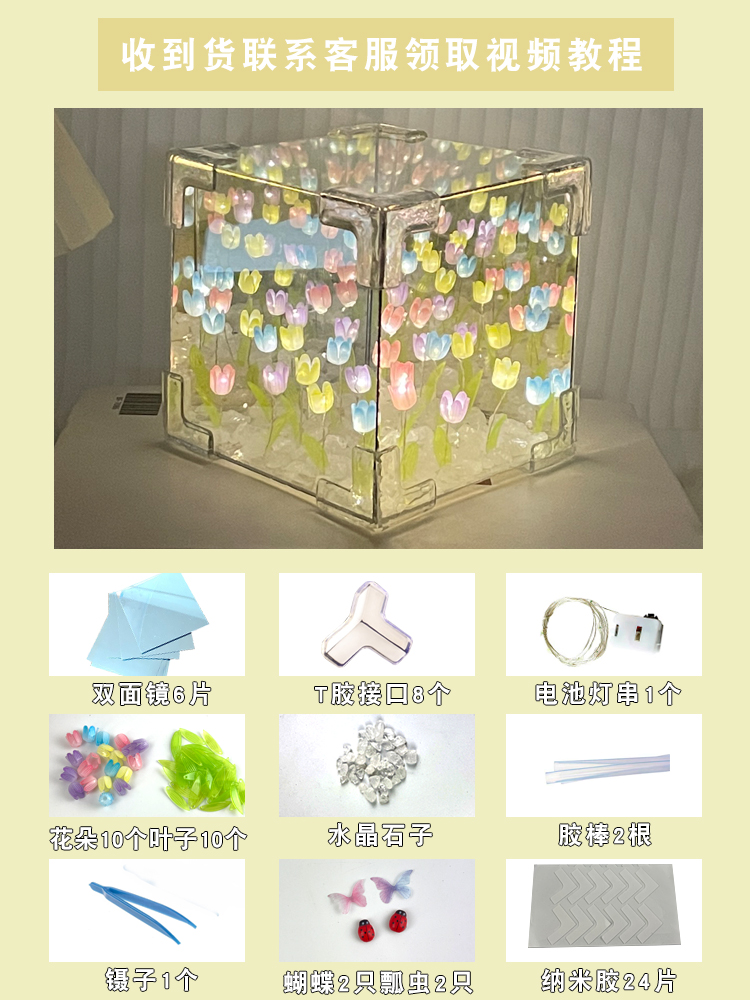 收到货联系客服领取视频教程
双面镜6片
T胶接口8个
电池灯串1个
花朵10个叶子10个
水晶石子
胶棒2根
镊子1个
蝴蝶2只瓢虫2只
纳米胶24片